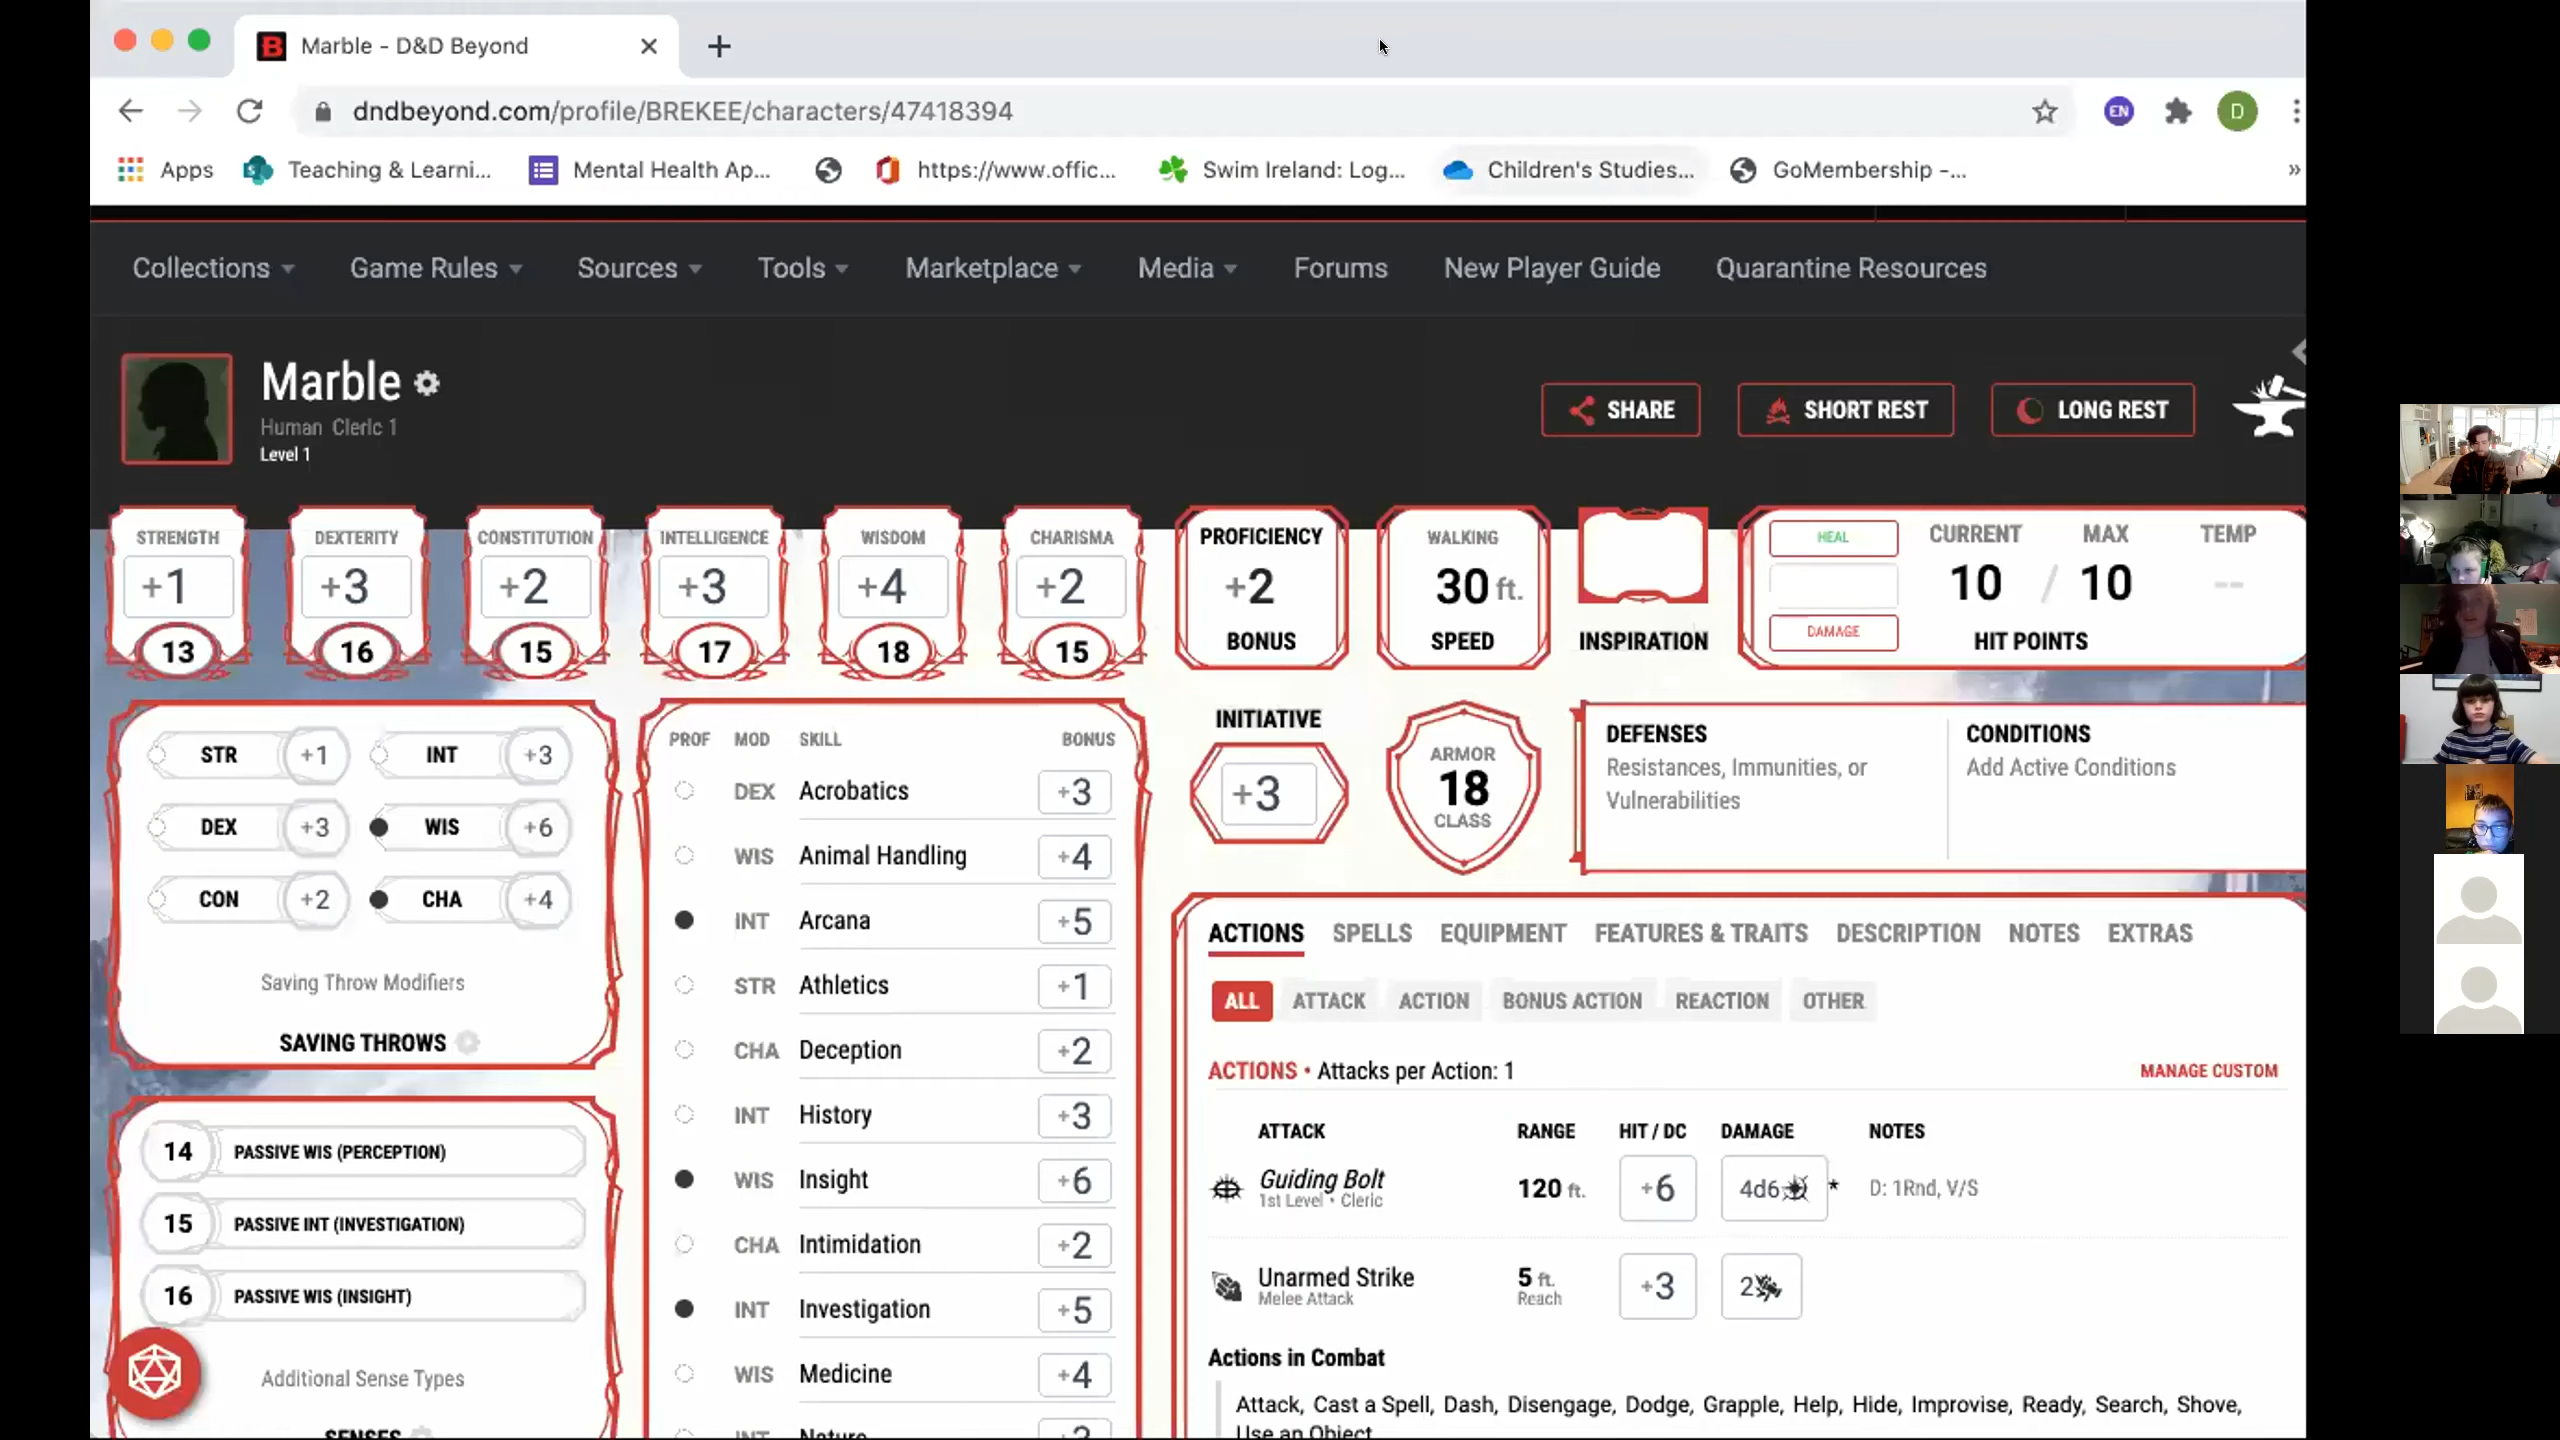 Marble - D&D Beyond
dndbeyond.com/profile/BREKEE/characters/47418394
EN
D
Apps
Teaching & Learni...
Mental Health Ap...
https://www.offic...
Swim Ireland: Log...
Children's Studies...
GoMembership -...
»
Collections
Game Rules
Sources
Tools
Marketplace
Media
Forums
New Player Guide
Quarantine Resources
Marble
Human Cleric 1
Level 1
SHARE
SHORT REST
LONG REST
STRENGTH
+1
13
DEXTERITY
+3
16
CONSTITUTION
+2
15
INTELLIGENCE
+3
17
WISDOM
+4
18
CHARISMA
+2
15
PROFICIENCY
+2
BONUS
WALKING
30 ft.
SPEED
INSPIRATION
HEAL
DAMAGE
CURRENT MAX TEMP
10 / 10 --
HIT POINTS
STR +1 INT +3
DEX +3 WIS +6
CON +2 CHA +4
Saving Throw Modifiers
SAVING THROWS
14 PASSIVE WIS (PERCEPTION)
15 PASSIVE INT (INVESTIGATION)
16 PASSIVE WIS (INSIGHT)
Additional Sense Types
SENSES
PROF MOD SKILL BONUS
DEX Acrobatics +3
WIS Animal Handling +4
INT Arcana +5
STR Athletics +1
CHA Deception +2
INT History +3
WIS Insight +6
CHA Intimidation +2
INT Investigation +5
WIS Medicine +4
INT Nature +3
INITIATIVE
+3
ARMOR
18
CLASS
DEFENSES
Resistances, Immunities, or
Vulnerabilities
CONDITIONS
Add Active Conditions
ACTIONS SPELLS EQUIPMENT FEATURES & TRAITS DESCRIPTION NOTES EXTRAS
ALL ATTACK ACTION BONUS ACTION REACTION OTHER
ACTIONS • Attacks per Action: 1
MANAGE CUSTOM
ATTACK RANGE HIT / DC DAMAGE NOTES
Guiding Bolt 120 ft. +6 4d6 * D: 1Rnd, V/S
1st Level • Cleric
Unarmed Strike 5 ft. +3 2
Melee Attack Reach
Actions in Combat
Attack, Cast a Spell, Dash, Disengage, Dodge, Grapple, Help, Hide, Improvise, Ready, Search, Shove,
Use an Object